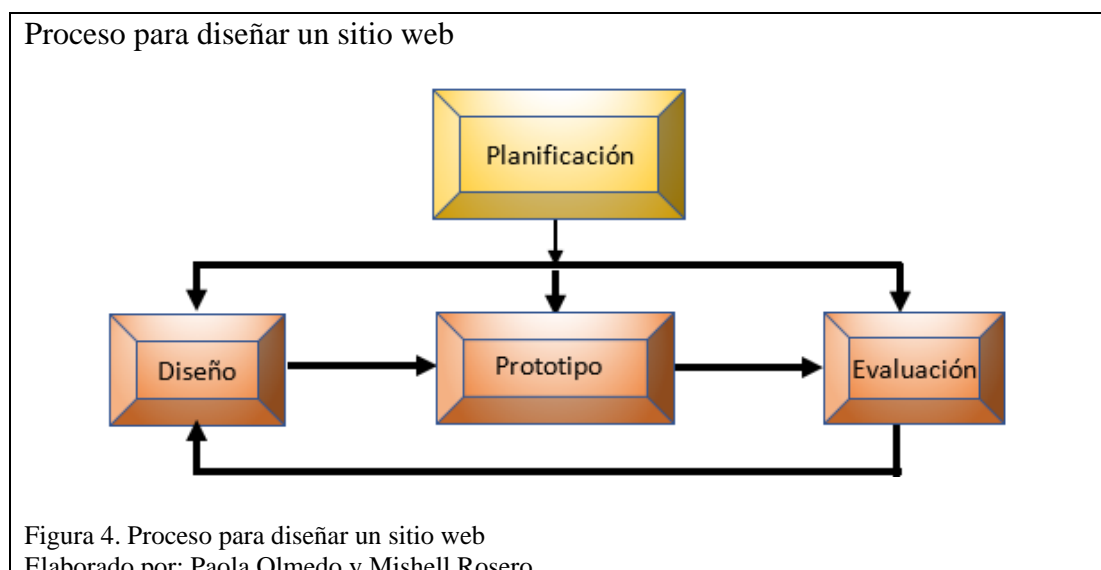 Proceso para diseñar un sitio web
Planificación
Diseño
Prototipo
Evaluación
Figura 4. Proceso para diseñar un sitio web
Elaborado por: Paola Olmedo y Mishell Rosero